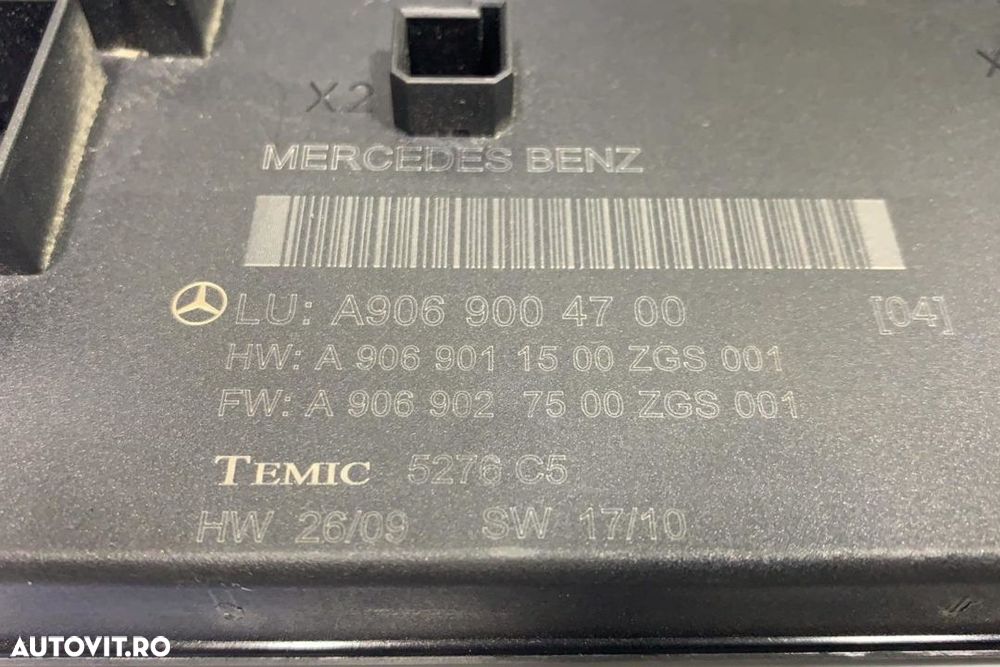 X2
MERCEDES BENZ
LU: A906 900 47 00 [04]
HW: A 906 901 15 00 ZGS 001
FW: A 906 902 75 00 ZGS 001
TEMIC 5276 C5
HW 26/09 SW 17/10
AUTOVIT.RO